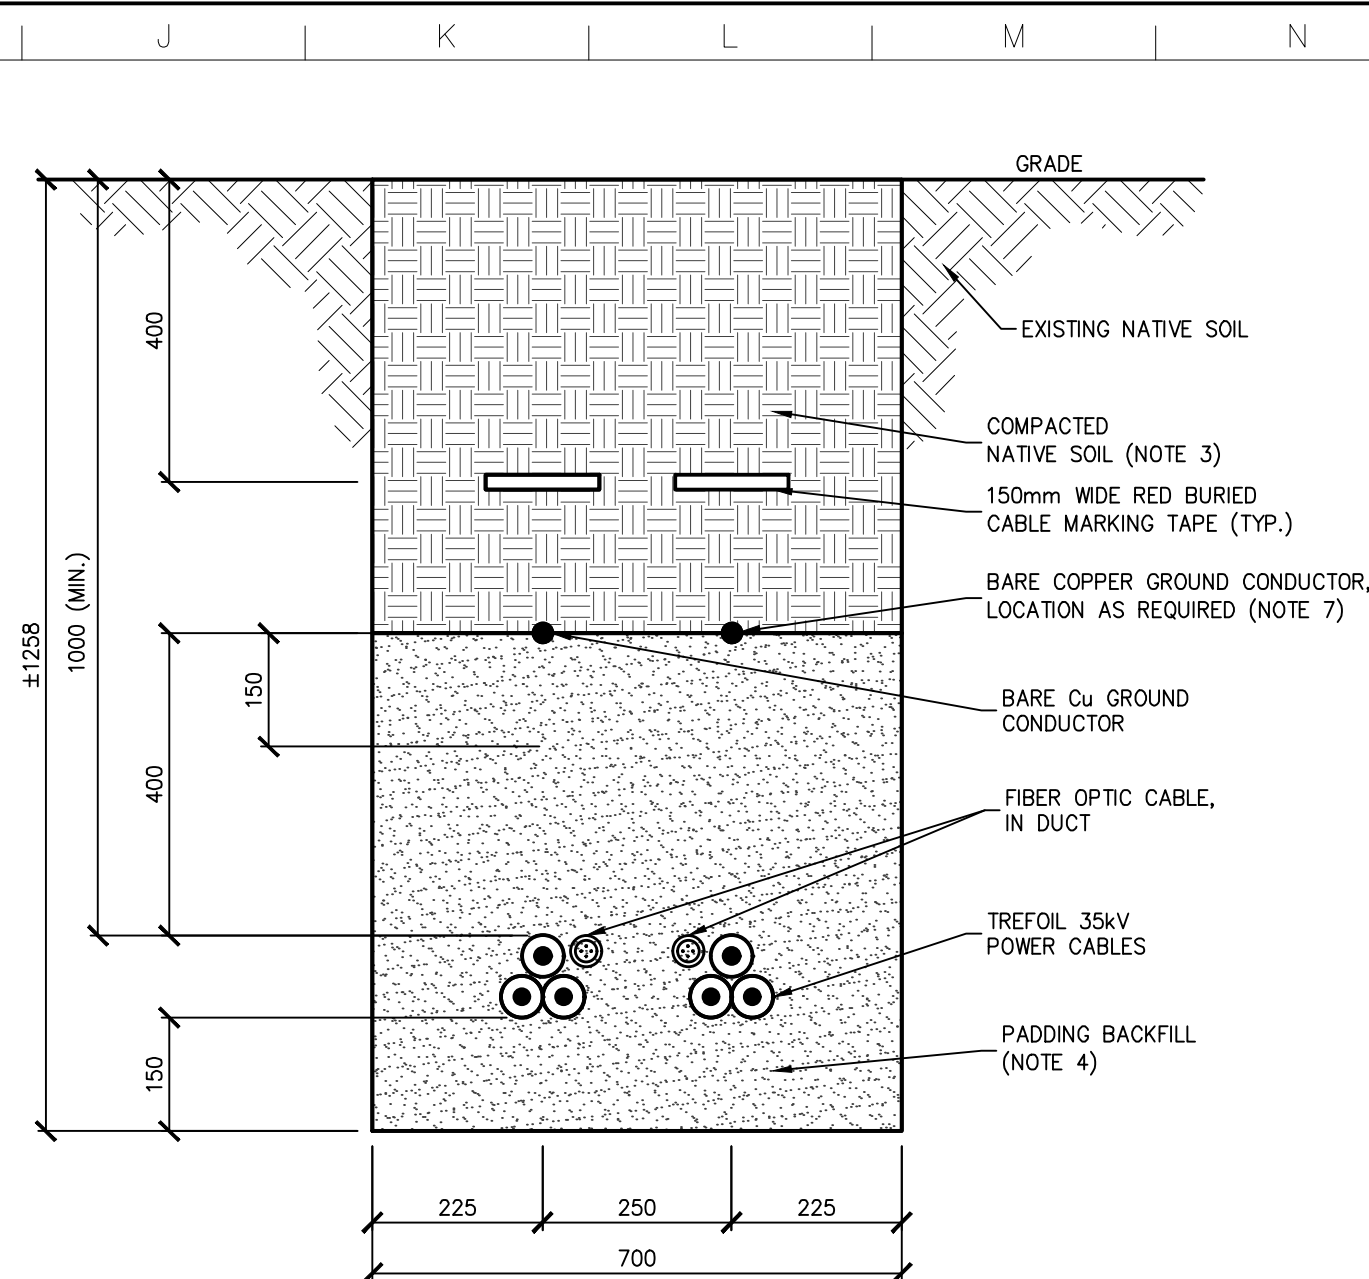 J K L M N
GRADE
EXISTING NATIVE SOIL
COMPACTED
NATIVE SOIL (NOTE 3)
150mm WIDE RED BURIED
CABLE MARKING TAPE (TYP.)
BARE COPPER GROUND CONDUCTOR,
LOCATION AS REQUIRED (NOTE 7)
BARE Cu GROUND
CONDUCTOR
FIBER OPTIC CABLE,
IN DUCT
TREFOIL 35kV
POWER CABLES
PADDING BACKFILL
(NOTE 4)
±1258
1000 (MIN.)
400
150
400
150
225 250 225
700